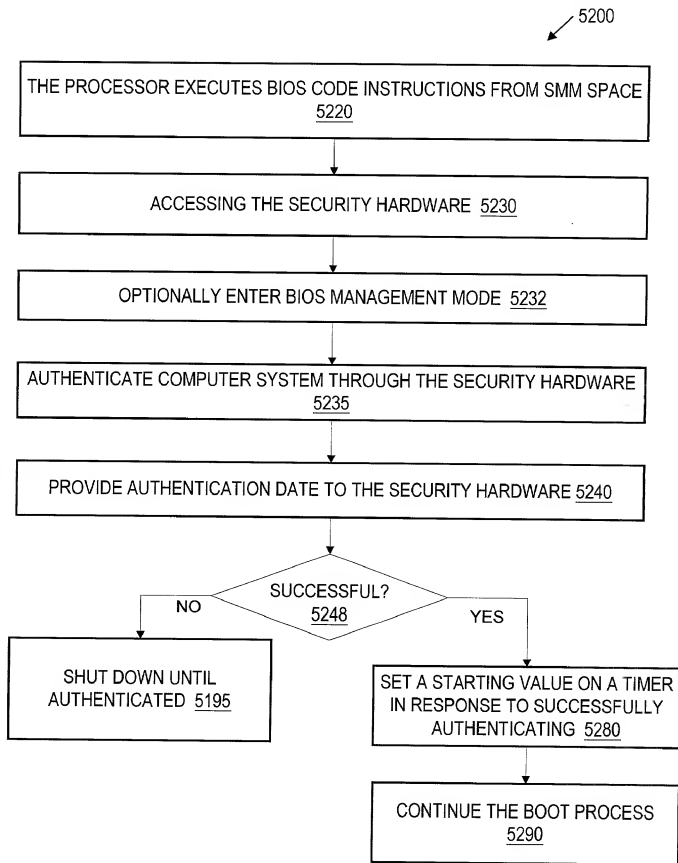 5200
THE PROCESSOR EXECUTES BIOS CODE INSTRUCTIONS FROM SMM SPACE
5220
ACCESSING THE SECURITY HARDWARE 5230
OPTIONALLY ENTER BIOS MANAGEMENT MODE 5232
AUTHENTICATE COMPUTER SYSTEM THROUGH THE SECURITY HARDWARE
5235
PROVIDE AUTHENTICATION DATE TO THE SECURITY HARDWARE 5240
SUCCESSFUL?
5248
NO
YES
SHUT DOWN UNTIL
AUTHENTICATED 5195
SET A STARTING VALUE ON A TIMER
IN RESPONSE TO SUCCESSFULLY
AUTHENTICATING 5280
CONTINUE THE BOOT PROCESS
5290